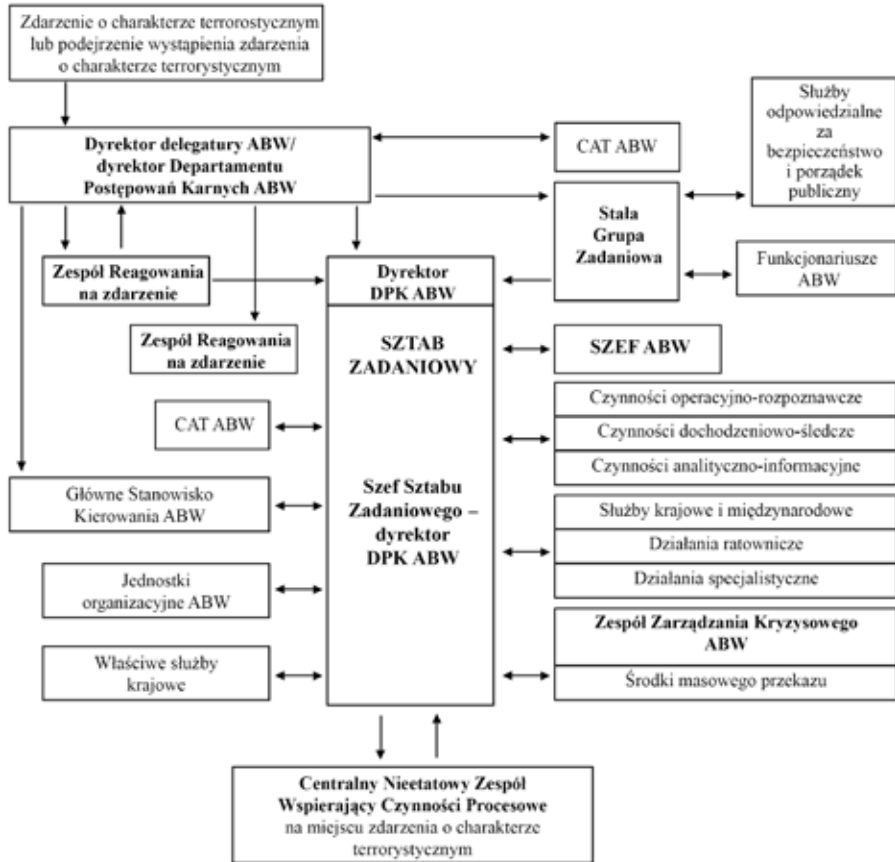 Zdarzenie o charakterze terrorostycznym
lub podejrzenie wystąpienia zdarzenia
o charakterze terrorystycznym
Dyrektor delegatury ABW/
dyrektor Departamentu
Postępowań Karnych ABW
CAT ABW
Służby
odpowiedzialne
za
bezpieczeństwo
i porządek
publiczny
Stała
Grupa
Zadaniowa
Funkcjonariusze
ABW
Zespół Reagowania
na zdarzenie
Dyrektor
DPK ABW
Zespół Reagowania
na zdarzenie
SZTAB
ZADANIOWY
SZEF ABW
CAT ABW
Czynności operacyjno-rozpoznawcze
Czynności dochodzeniowo-śledcze
Czynności analityczno-informacyjne
Główne Stanowisko
Kierowania ABW
Szef Sztabu
Zadaniowego –
dyrektor
DPK ABW
Służby krajowe i międzynarodowe
Działania ratownicze
Działania specjalistyczne
Jednostki
organizacyjne ABW
Zespół Zarządzania Kryzysowego
ABW
Środki masowego przekazu
Właściwe służby
krajowe
Centralny Nieetatowy Zespół
Wspierający Czynności Procesowe
na miejscu zdarzenia o charakterze
terrorystycznym